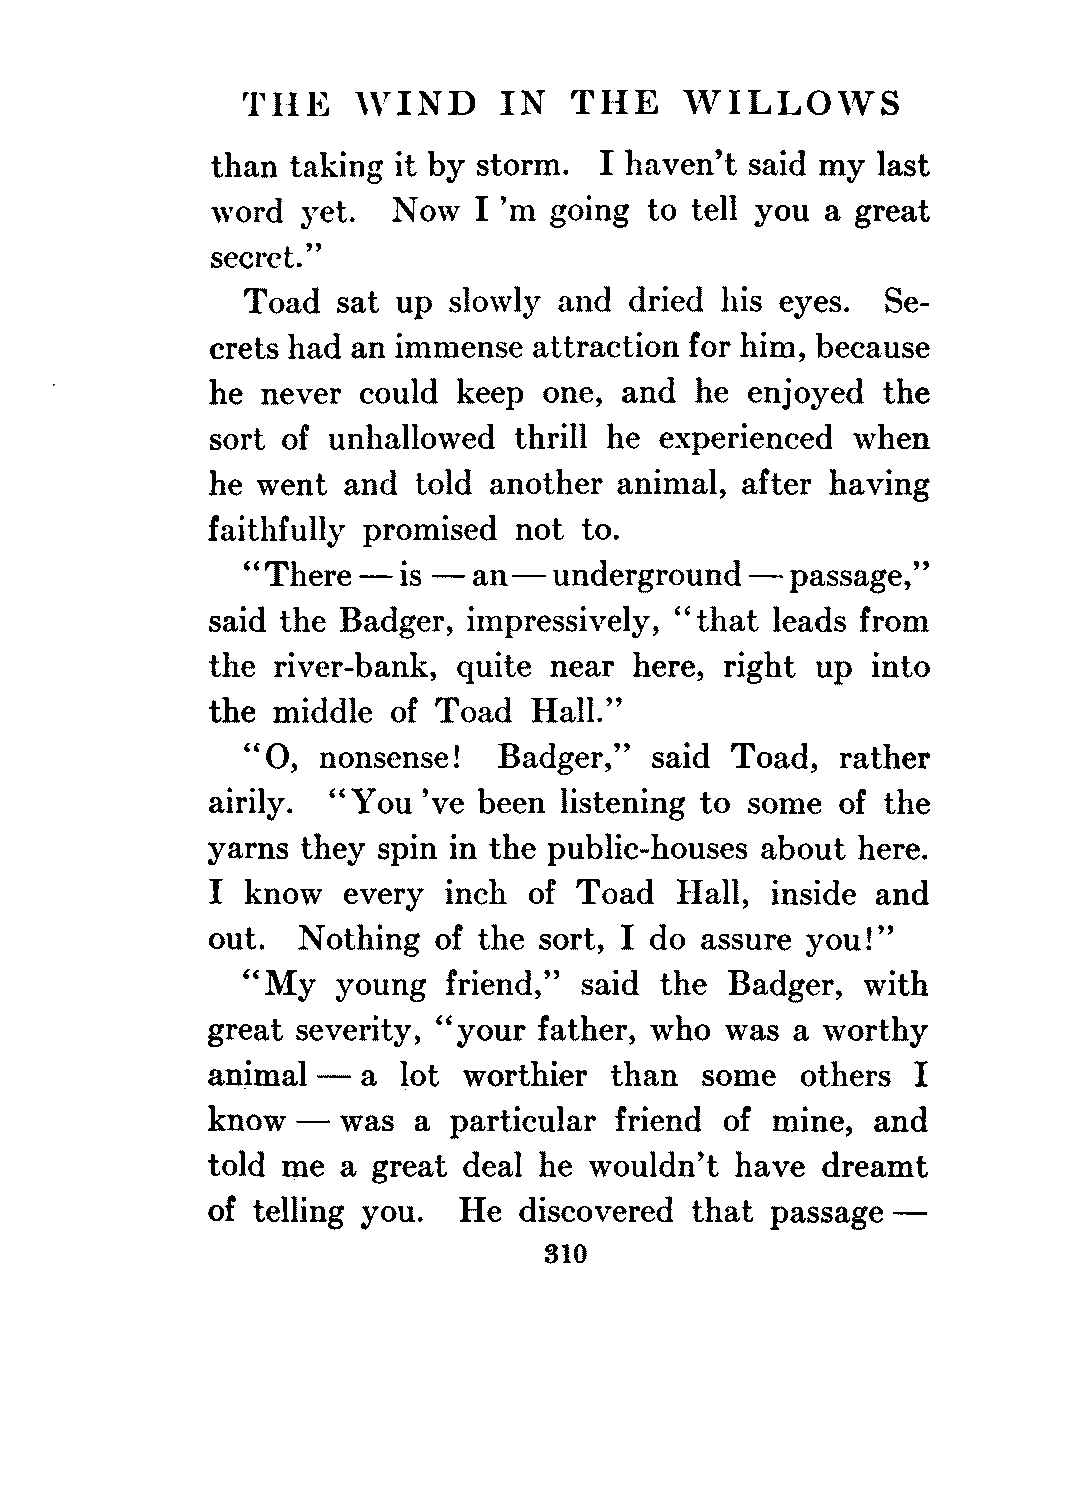 THE WIND IN THE WILLOWS
than taking it by storm. I haven't said my last
word yet. Now I 'm going to tell you a great
secret."
Toad sat up slowly and dried his eyes. Se-
crets had an immense attraction for him, because
he never could keep one, and he enjoyed the
sort of unhallowed thrill he experienced when
he went and told another animal, after having
faithfully promised not to.
"There — is — an — underground — passage,"
said the Badger, impressively, "that leads from
the river-bank, quite near here, right up into
the middle of Toad Hall."
"O, nonsense! Badger," said Toad, rather
airily. "You 've been listening to some of the
yarns they spin in the public-houses about here.
I know every inch of Toad Hall, inside and
out. Nothing of the sort, I do assure you!"
"My young friend," said the Badger, with
great severity, "your father, who was a worthy
animal — a lot worthier than some others I
know — was a particular friend of mine, and
told me a great deal he wouldn't have dreamt
of telling you. He discovered that passage —
310